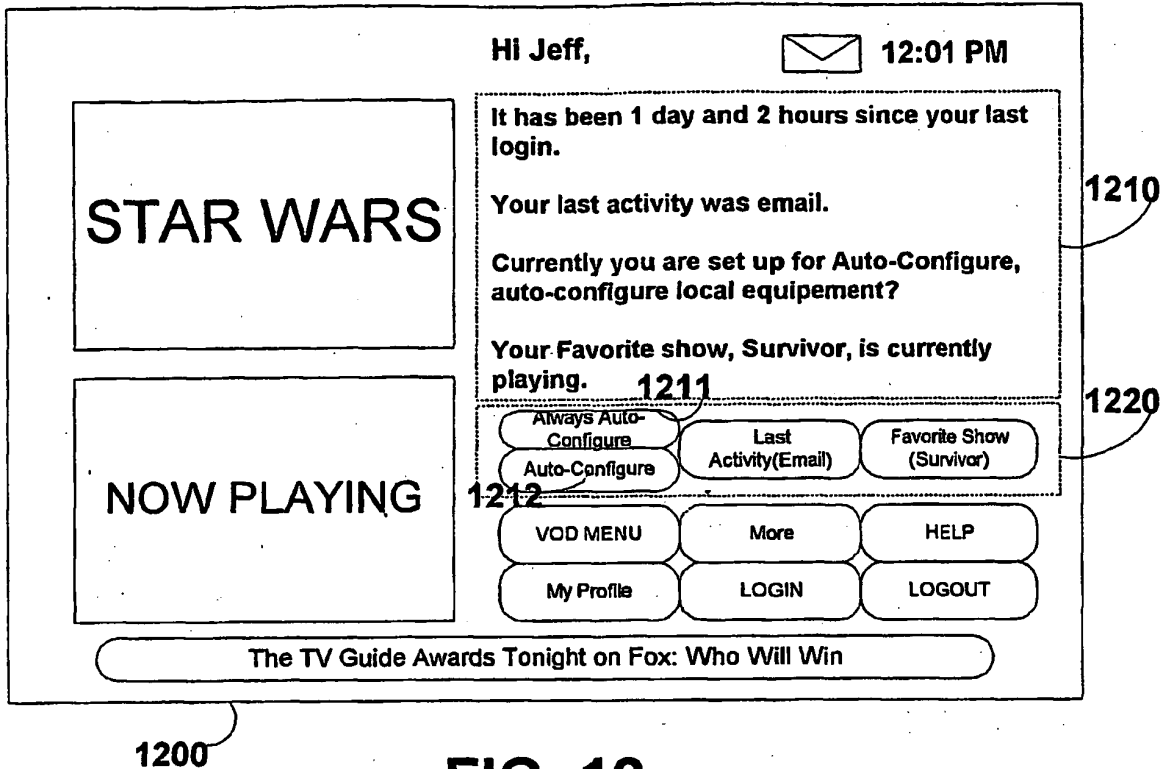 Hi Jeff,
12:01 PM
STAR WARS
It has been 1 day and 2 hours since your last
login.
Your last activity was email.
Currently you are set up for Auto-Configure,
auto-configure local equipement?
Your Favorite show, Survivor, is currently
playing.
1210
1211
1220
Always Auto-
Configure
Last
Activity(Email)
Favorite Show
(Survivor)
Auto-Configure
1212
NOW PLAYING
VOD MENU
More
HELP
My Profile
LOGIN
LOGOUT
The TV Guide Awards Tonight on Fox: Who Will Win
1200